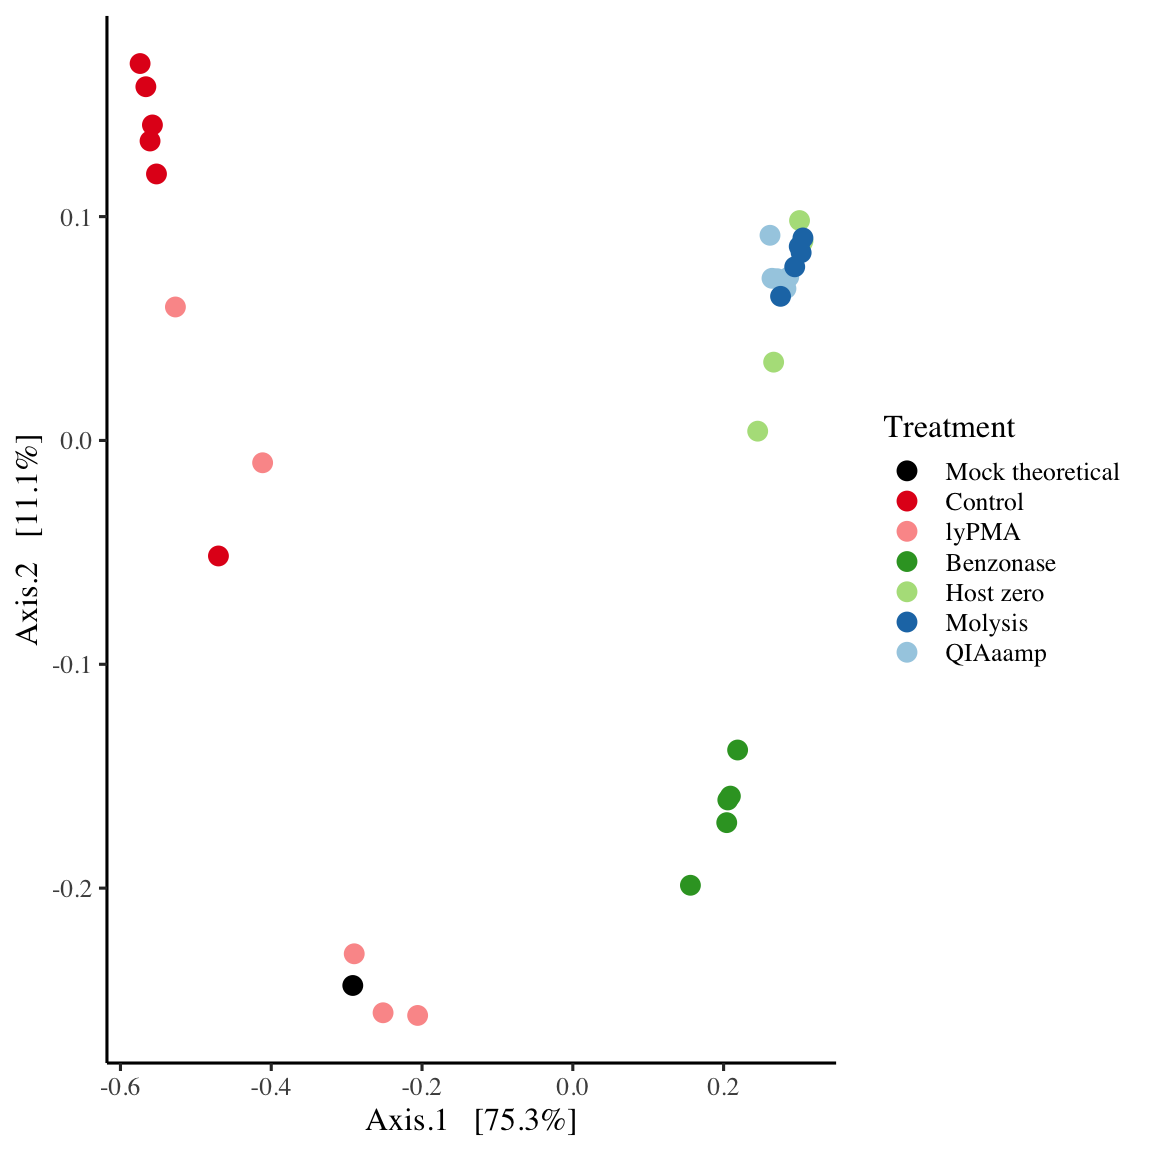 0.1
0.0
-0.1
-0.2
Axis.2 [11.1%]
-0.6 -0.4 -0.2 0.0 0.2
Axis.1 [75.3%]
Treatment
Mock theoretical
Control
lyPMA
Benzonase
Host zero
Molysis
QIAaamp